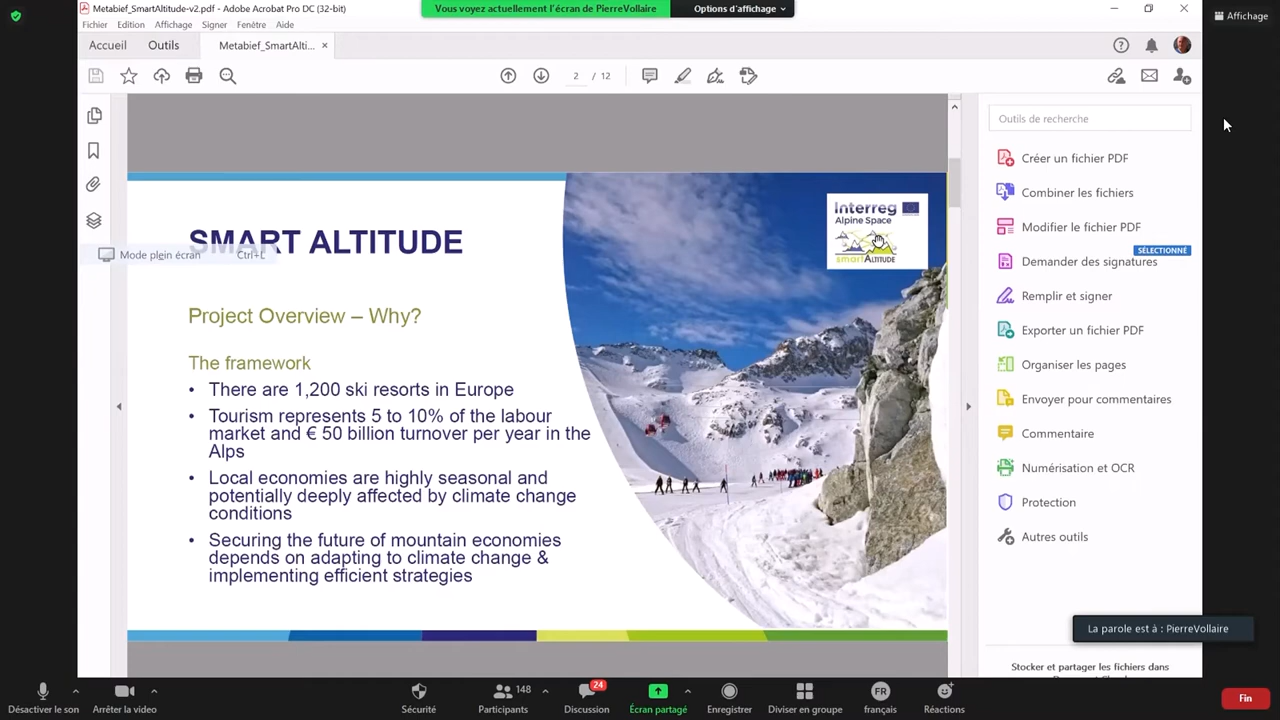 Metabief_SmartAltitude-v2.pdf - Adobe Acrobat Pro DC (32-bit)
Vous voyez actuellement l'écran de PierreVollaire
Options d'affichage
Affichage
Fichier Edition Affichage Signer Fenêtre Aide
Accueil
Outils
Metabief_SmartAlti... ×
2 / 12
Outils de recherche
Créer un fichier PDF
Combiner les fichiers
Modifier le fichier PDF
SÉLECTIONNÉ
Demander des signatures
Remplir et signer
Exporter un fichier PDF
Organiser les pages
Envoyer pour commentaires
Commentaire
Numérisation et OCR
Protection
Autres outils
Stocker et partager les fichiers dans
Interreg
Alpine Space
smartALTITUDE
SMART ALTITUDE
Mode plein écran Ctrl+L
Project Overview – Why?
The framework
• There are 1,200 ski resorts in Europe
• Tourism represents 5 to 10% of the labour
market and € 50 billion turnover per year in the
Alps
• Local economies are highly seasonal and
potentially deeply affected by climate change
conditions
• Securing the future of mountain economies
depends on adapting to climate change &
implementing efficient strategies
La parole est à : PierreVollaire
148
24
FR
Désactiver le son
Arrêter la video
Sécurité
Participants
Discussion
Écran partagé
Enregistrer
Diviser en groupe
français
Réactions
Fin